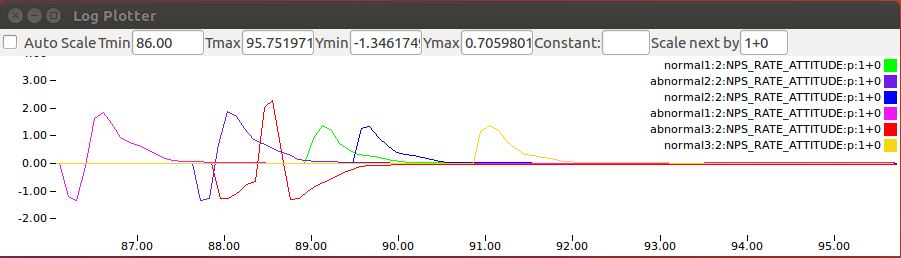 Log Plotter
Auto Scale Tmin 86.00 Tmax 95.751971 Ymin -1.346174 Ymax 0.7059801 Constant: Scale next by 1+0
normal1:2:NPS_RATE_ATTITUDE:p:1+0
3.00
abnormal2:2:NPS_RATE_ATTITUDE:p:1+0
normal2:2:NPS_RATE_ATTITUDE:p:1+0
2.00
abnormal1:2:NPS_RATE_ATTITUDE:p:1+0
abnormal3:2:NPS_RATE_ATTITUDE:p:1+0
1.00
normal3:2:NPS_RATE_ATTITUDE:p:1+0
0.00
-1.00
-2.00
87.00 88.00 89.00 90.00 91.00 92.00 93.00 94.00 95.00